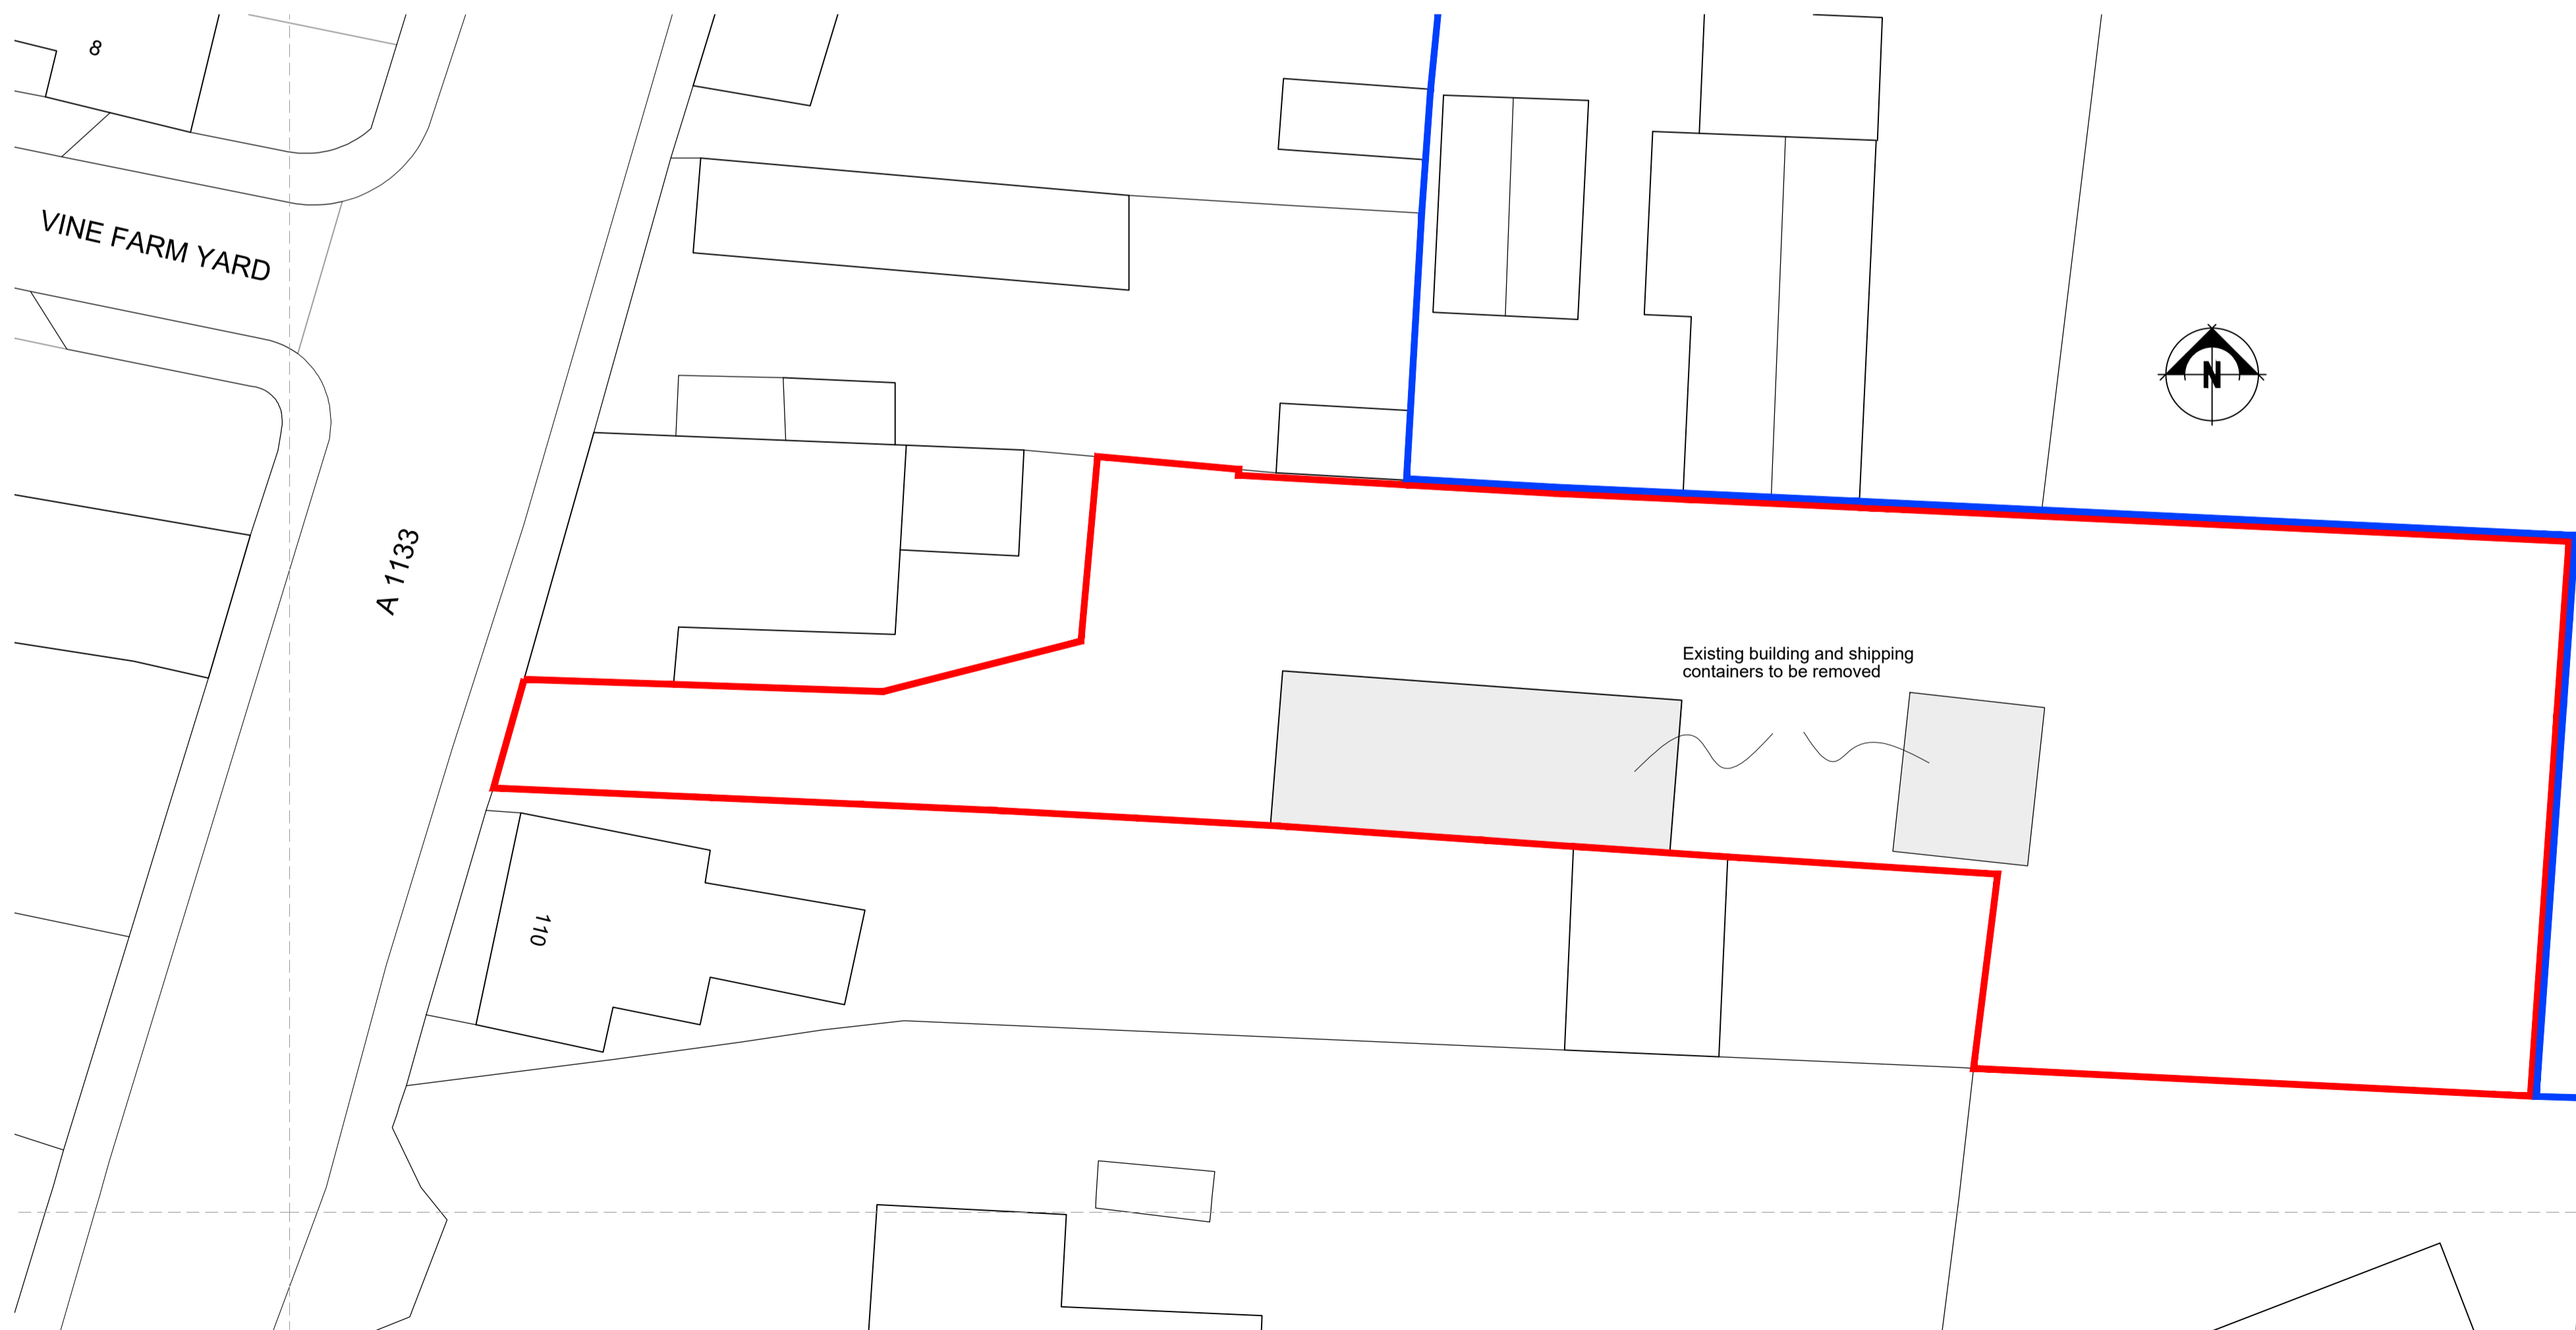 8
VINE FARM YARD
A 1133
N
Existing building and shipping
containers to be removed
110